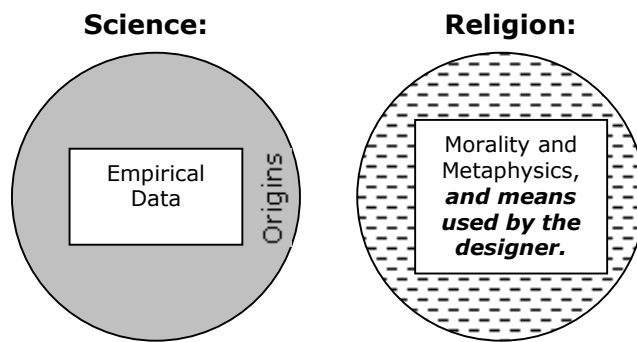 Science:
Religion:
Empirical
Data
Origins
Morality and
Metaphysics,
and means
used by the
designer.